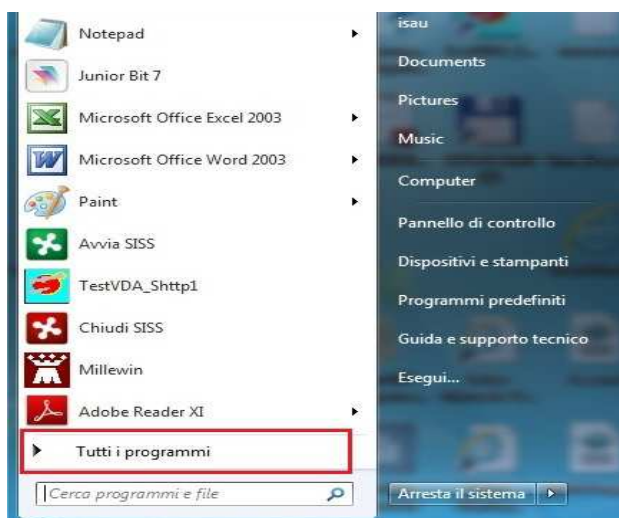 Notepad
Junior Bit 7
Microsoft Office Excel 2003
Microsoft Office Word 2003
Paint
Avvia SISS
TestVDA_Shttp1
Chiudi SISS
Millewin
Adobe Reader XI
Tutti i programmi
Cerca programmi e file
isau
Documents
Pictures
Music
Computer
Pannello di controllo
Dispositivi e stampanti
Programmi predefiniti
Guida e supporto tecnico
Esegui...
Arresta il sistema